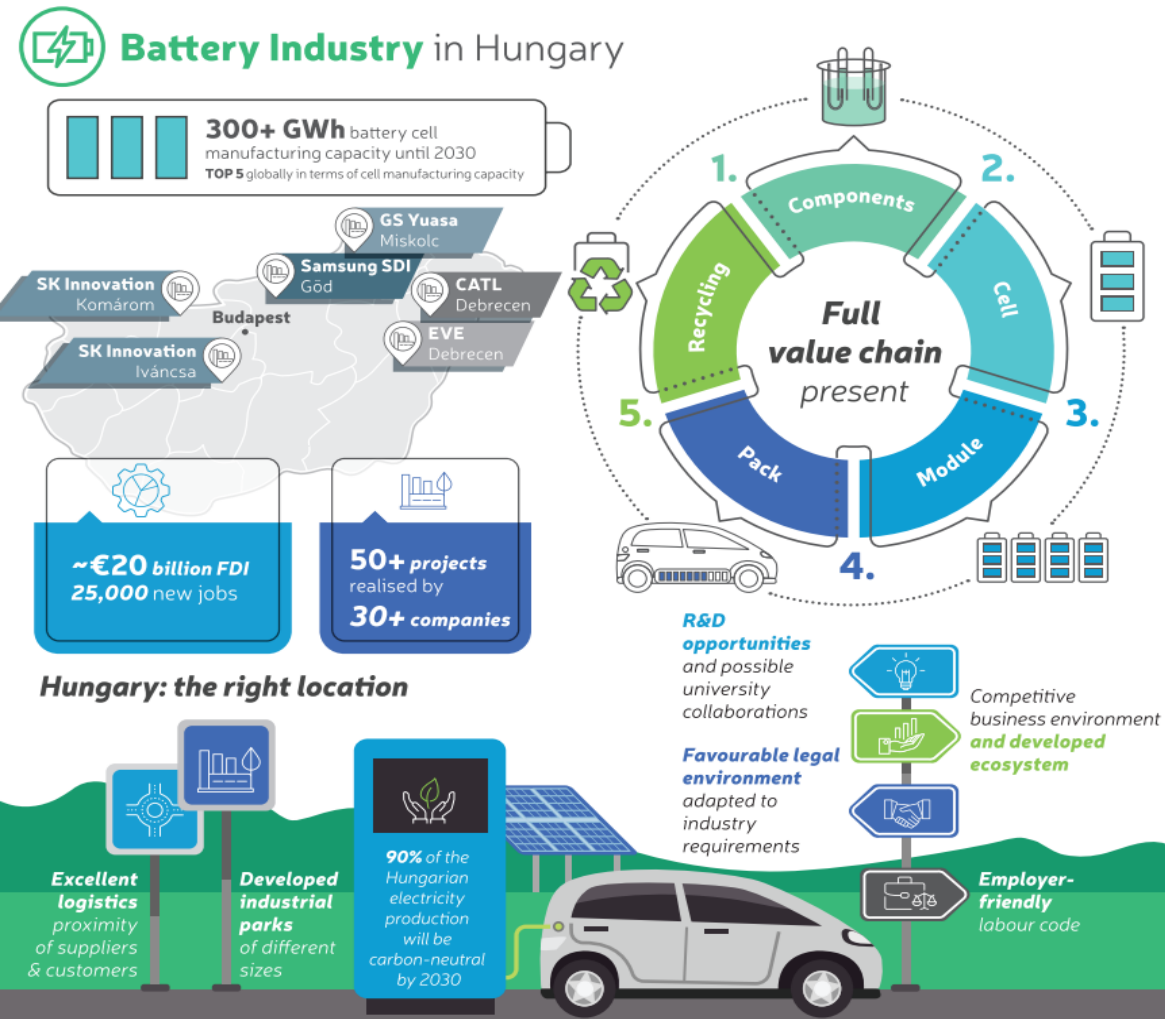 Battery Industry in Hungary
300+ GWh battery cell
manufacturing capacity until 2030
TOP 5 globally in terms of cell manufacturing capacity
GS Yuasa
Miskolc
Samsung SDI
Göd
SK Innovation
Komárom
CATL
Debrecen
Budapest
EVE
Debrecen
SK Innovation
Iváncsa
~€20 billion FDI
25,000 new jobs
50+ projects
realised by
30+ companies
1.
Components
2.
Cell
3.
Module
4.
Pack
5.
Recycling
Full
value chain
present
Hungary: the right location
Excellent
logistics
proximity
of suppliers
& customers
Developed
industrial
parks
of different
sizes
90% of the
Hungarian
electricity
production
will be
carbon-neutral
by 2030
R&D
opportunities
and possible
university
collaborations
Competitive
business environment
and developed
ecosystem
Favourable legal
environment
adapted to
industry
requirements
Employer-
friendly
labour code